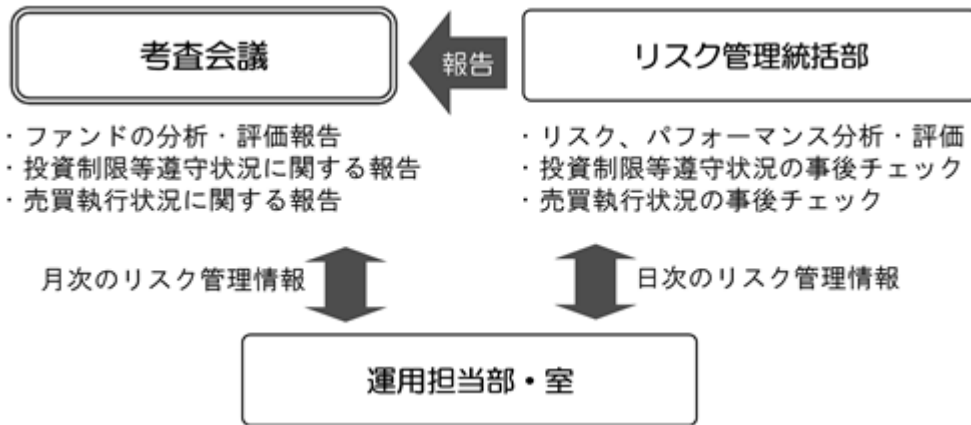 考査会議
報告
リスク管理統括部
・ファンドの分析・評価報告
・投資制限等遵守状況に関する報告
・売買執行状況に関する報告
・リスク、パフォーマンス分析・評価
・投資制限等遵守状況の事後チェック
・売買執行状況の事後チェック
月次のリスク管理情報
日次のリスク管理情報
運用担当部・室